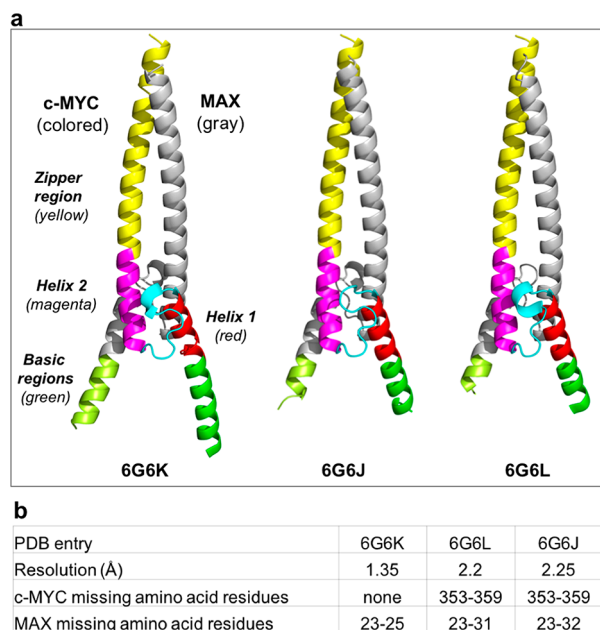 a
c-MYC
(colored)
MAX
(gray)
Zipper
region
(yellow)
Helix 2
(magenta)
Helix 1
(red)
Basic
regions
(green)
6G6K
6G6J
6G6L
b
PDB entry 6G6K 6G6L 6G6J
Resolution (Å) 1.35 2.2 2.25
c-MYC missing amino acid residues none 353-359 353-359
MAX missing amino acid residues 23-25 23-31 23-32